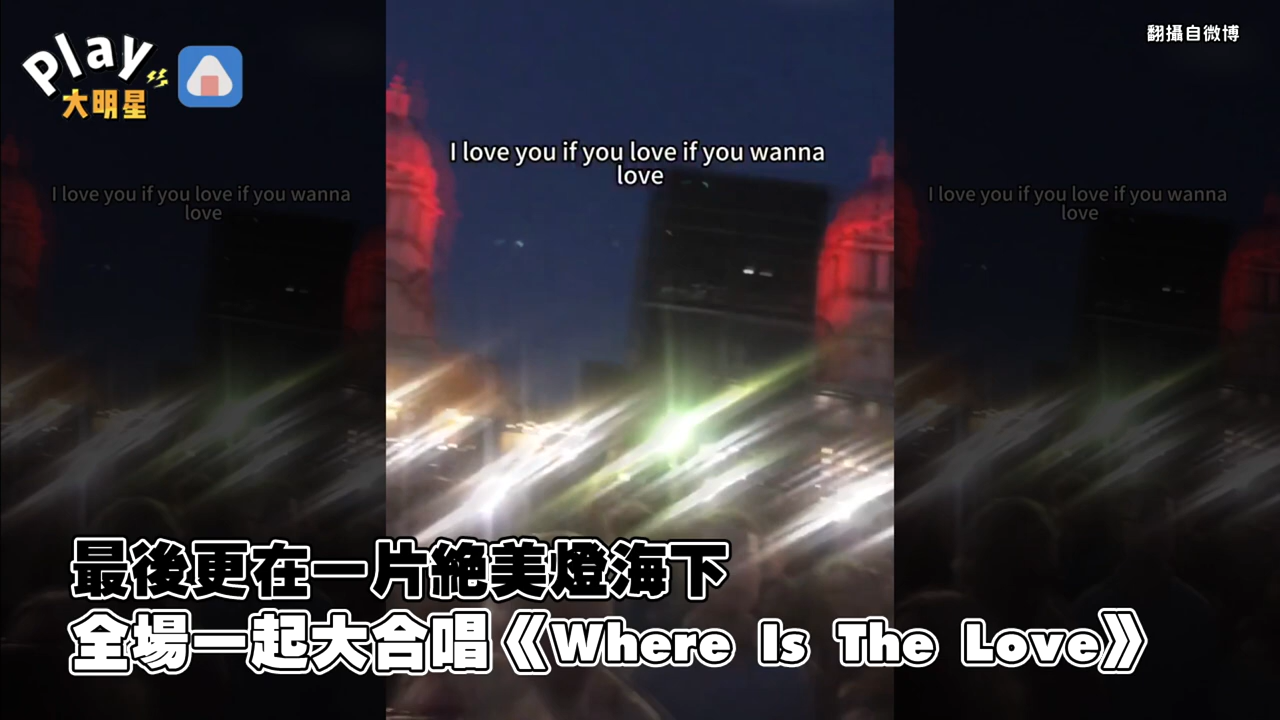 Play
大明星
翻攝自微博
I love you if you love if you wanna
love
I love you if you love if you wanna
love
I love you if you love if you wanna
love
最後更在一片絕美燈海下
全場一起大合唱《Where Is The Love》